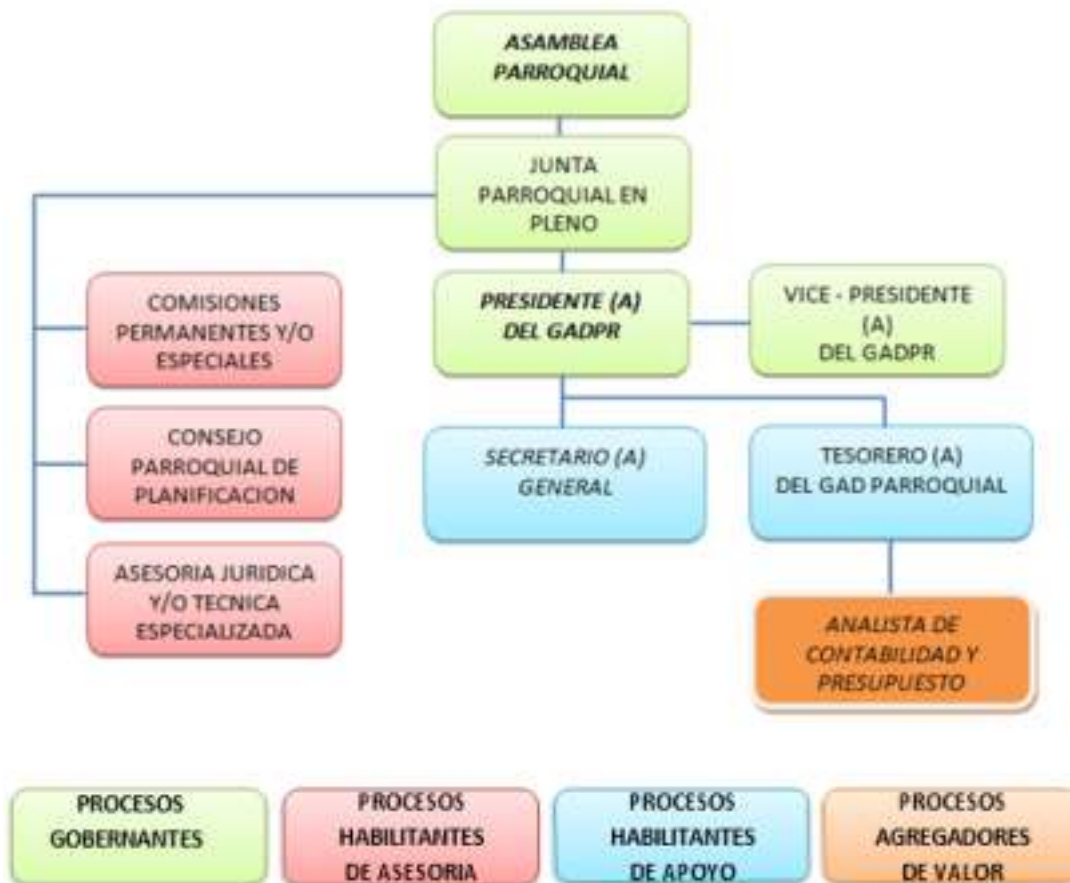 ASAMBLEA
PARROQUIAL
JUNTA
PARROQUIAL EN
PLENO
PRESIDENTE (A)
DEL GADPR
VICE - PRESIDENTE
(A)
DEL GADPR
COMISIONES
PERMANENTES Y/O
ESPECIALES
CONSEJO
PARROQUIAL DE
PLANIFICACION
ASESORIA JURIDICA
Y/O TECNICA
ESPECIALIZADA
SECRETARIO (A)
GENERAL
TESORERO (A)
DEL GAD PARROQUIAL
ANALISTA DE
CONTABILIDAD Y
PRESUPUESTO
PROCESOS
GOBERNANTES
PROCESOS
HABILITANTES
DE ASESORIA
PROCESOS
HABILITANTES
DE APOYO
PROCESOS
AGREGADORES
DE VALOR